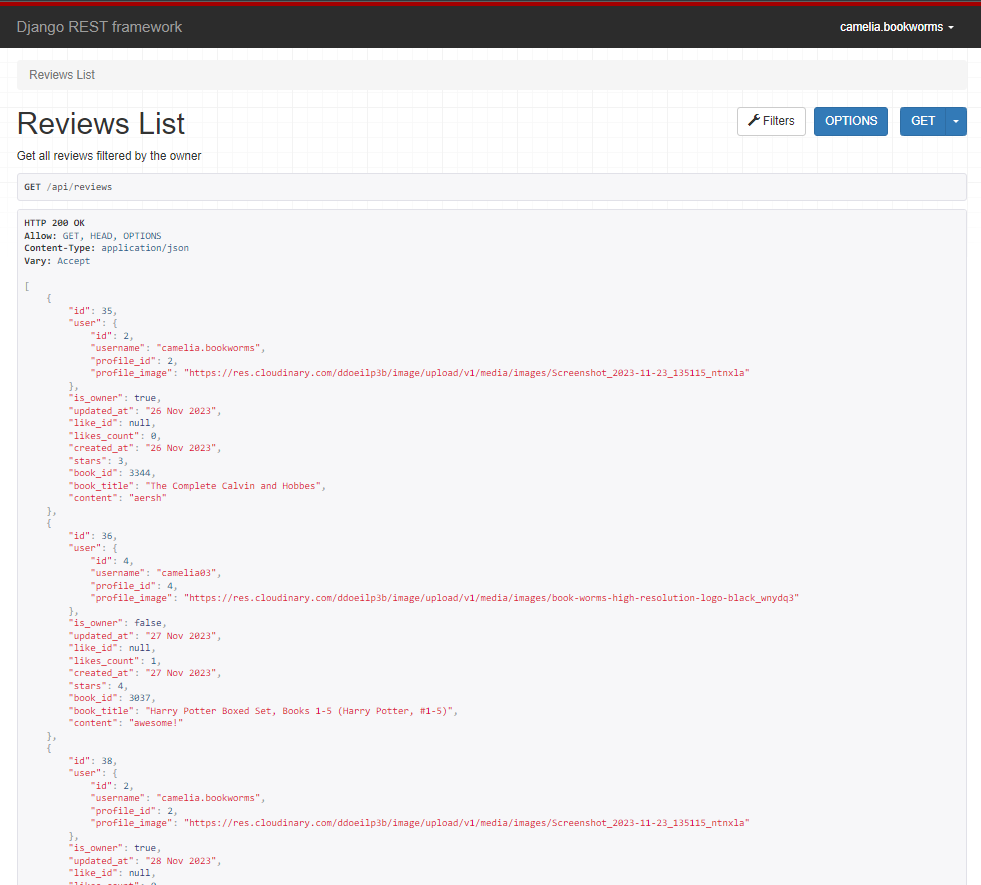 Django REST framework
camelia.bookworms
Reviews List
Reviews List
Filters
OPTIONS
GET
Get all reviews filtered by the owner
GET /api/reviews
HTTP 200 OK
Allow: GET, HEAD, OPTIONS
Content-Type: application/json
Vary: Accept
[
    {
        "id": 35,
        "user": {
            "id": 2,
            "username": "camelia.bookworms",
            "profile_id": 2,
            "profile_image": "https://res.cloudinary.com/ddoeilp3b/image/upload/v1/media/images/Screenshot_2023-11-23_135115_ntnxla"
        },
        "is_owner": true,
        "updated_at": "26 Nov 2023",
        "like_id": null,
        "likes_count": 0,
        "created_at": "26 Nov 2023",
        "stars": 3,
        "book_id": 3344,
        "book_title": "The Complete Calvin and Hobbes",
        "content": "aersh"
    },
    {
        "id": 36,
        "user": {
            "id": 4,
            "username": "camelia03",
            "profile_id": 4,
            "profile_image": "https://res.cloudinary.com/ddoeilp3b/image/upload/v1/media/images/book-worms-high-resolution-logo-black_wnydq3"
        },
        "is_owner": false,
        "updated_at": "27 Nov 2023",
        "like_id": null,
        "likes_count": 1,
        "created_at": "27 Nov 2023",
        "stars": 4,
        "book_id": 3037,
        "book_title": "Harry Potter Boxed Set, Books 1-5 (Harry Potter, #1-5)",
        "content": "awesome!"
    },
    {
        "id": 38,
        "user": {
            "id": 2,
            "username": "camelia.bookworms",
            "profile_id": 2,
            "profile_image": "https://res.cloudinary.com/ddoeilp3b/image/upload/v1/media/images/Screenshot_2023-11-23_135115_ntnxla"
        },
        "is_owner": true,
        "updated_at": "28 Nov 2023",
        "like_id": null,